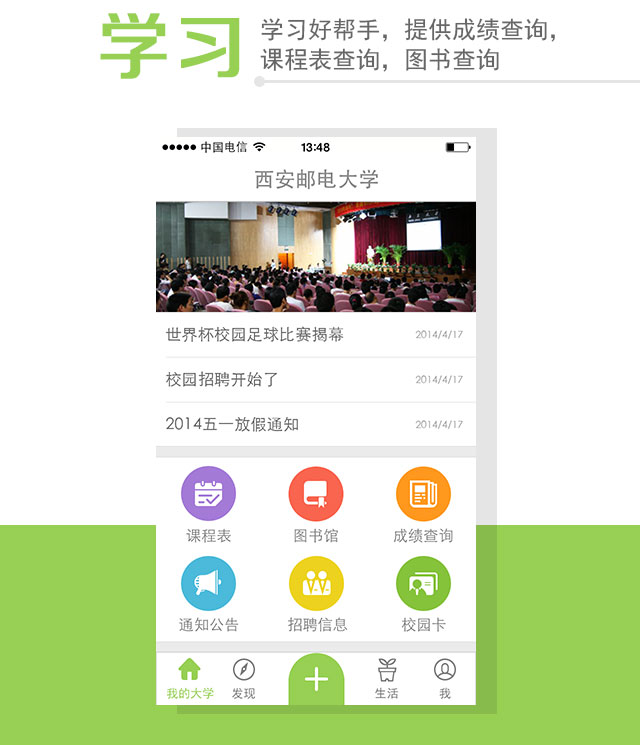 学习
学习好帮手，提供成绩查询，
课程表查询，图书查询
中国电信 13:48
西安邮电大学
世界杯校园足球比赛揭幕 2014/4/17
校园招聘开始了 2014/4/17
2014五一放假通知 2014/4/17
课程表 图书馆 成绩查询
通知公告 招聘信息 校园卡
我的大学 发现 生活 我